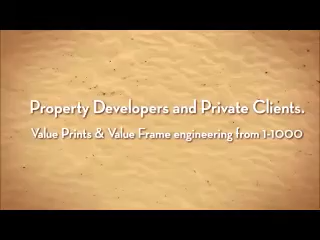 Property Developers and Private Clients.
Value Prints & Value Frame engineering from 1-1000